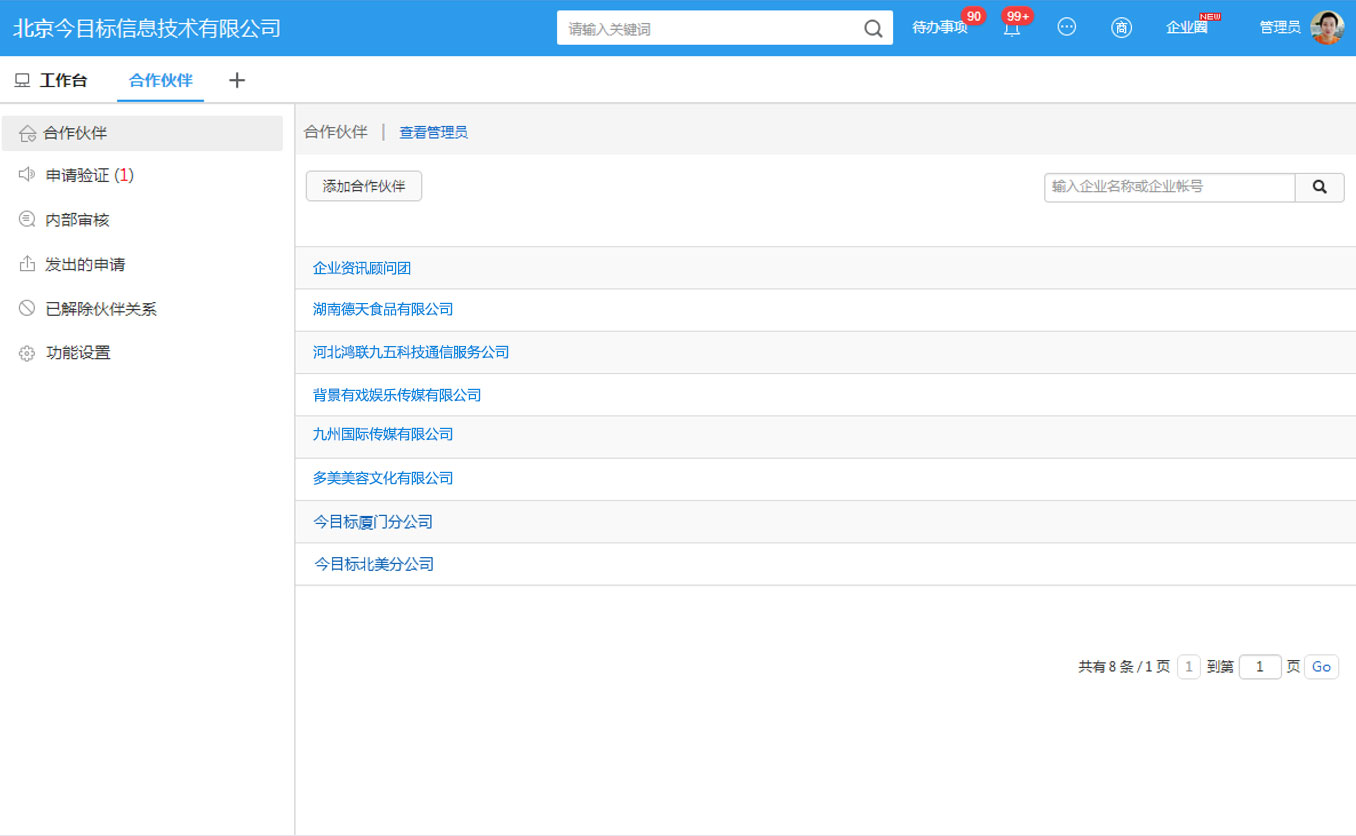 北京今目标信息技术有限公司
请输入关键词
待办事项
90
99+
商
企业圈
NEW
管理员
工作台
合作伙伴
+
合作伙伴
申请验证 (1)
内部审核
发出的申请
已解除伙伴关系
功能设置
合作伙伴 | 查看管理员
添加合作伙伴
输入企业名称或企业帐号
企业资讯顾问团
湖南德天食品有限公司
河北鸿联九五科技通信服务公司
背景有戏娱乐传媒有限公司
九州国际传媒有限公司
多美美容文化有限公司
今目标厦门分公司
今目标北美分公司
共有 8 条 / 1 页 1 到第 1 页 Go